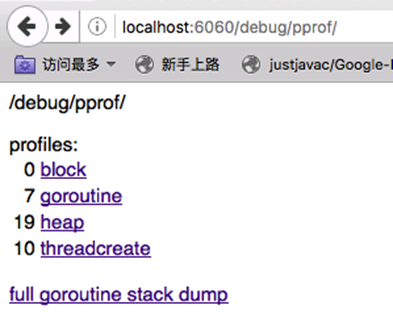 localhost:6060/debug/pprof/
访问最多 新手上路 justjavac/Google-
/debug/pprof/
profiles:
0 block
7 goroutine
19 heap
10 threadcreate
full goroutine stack dump